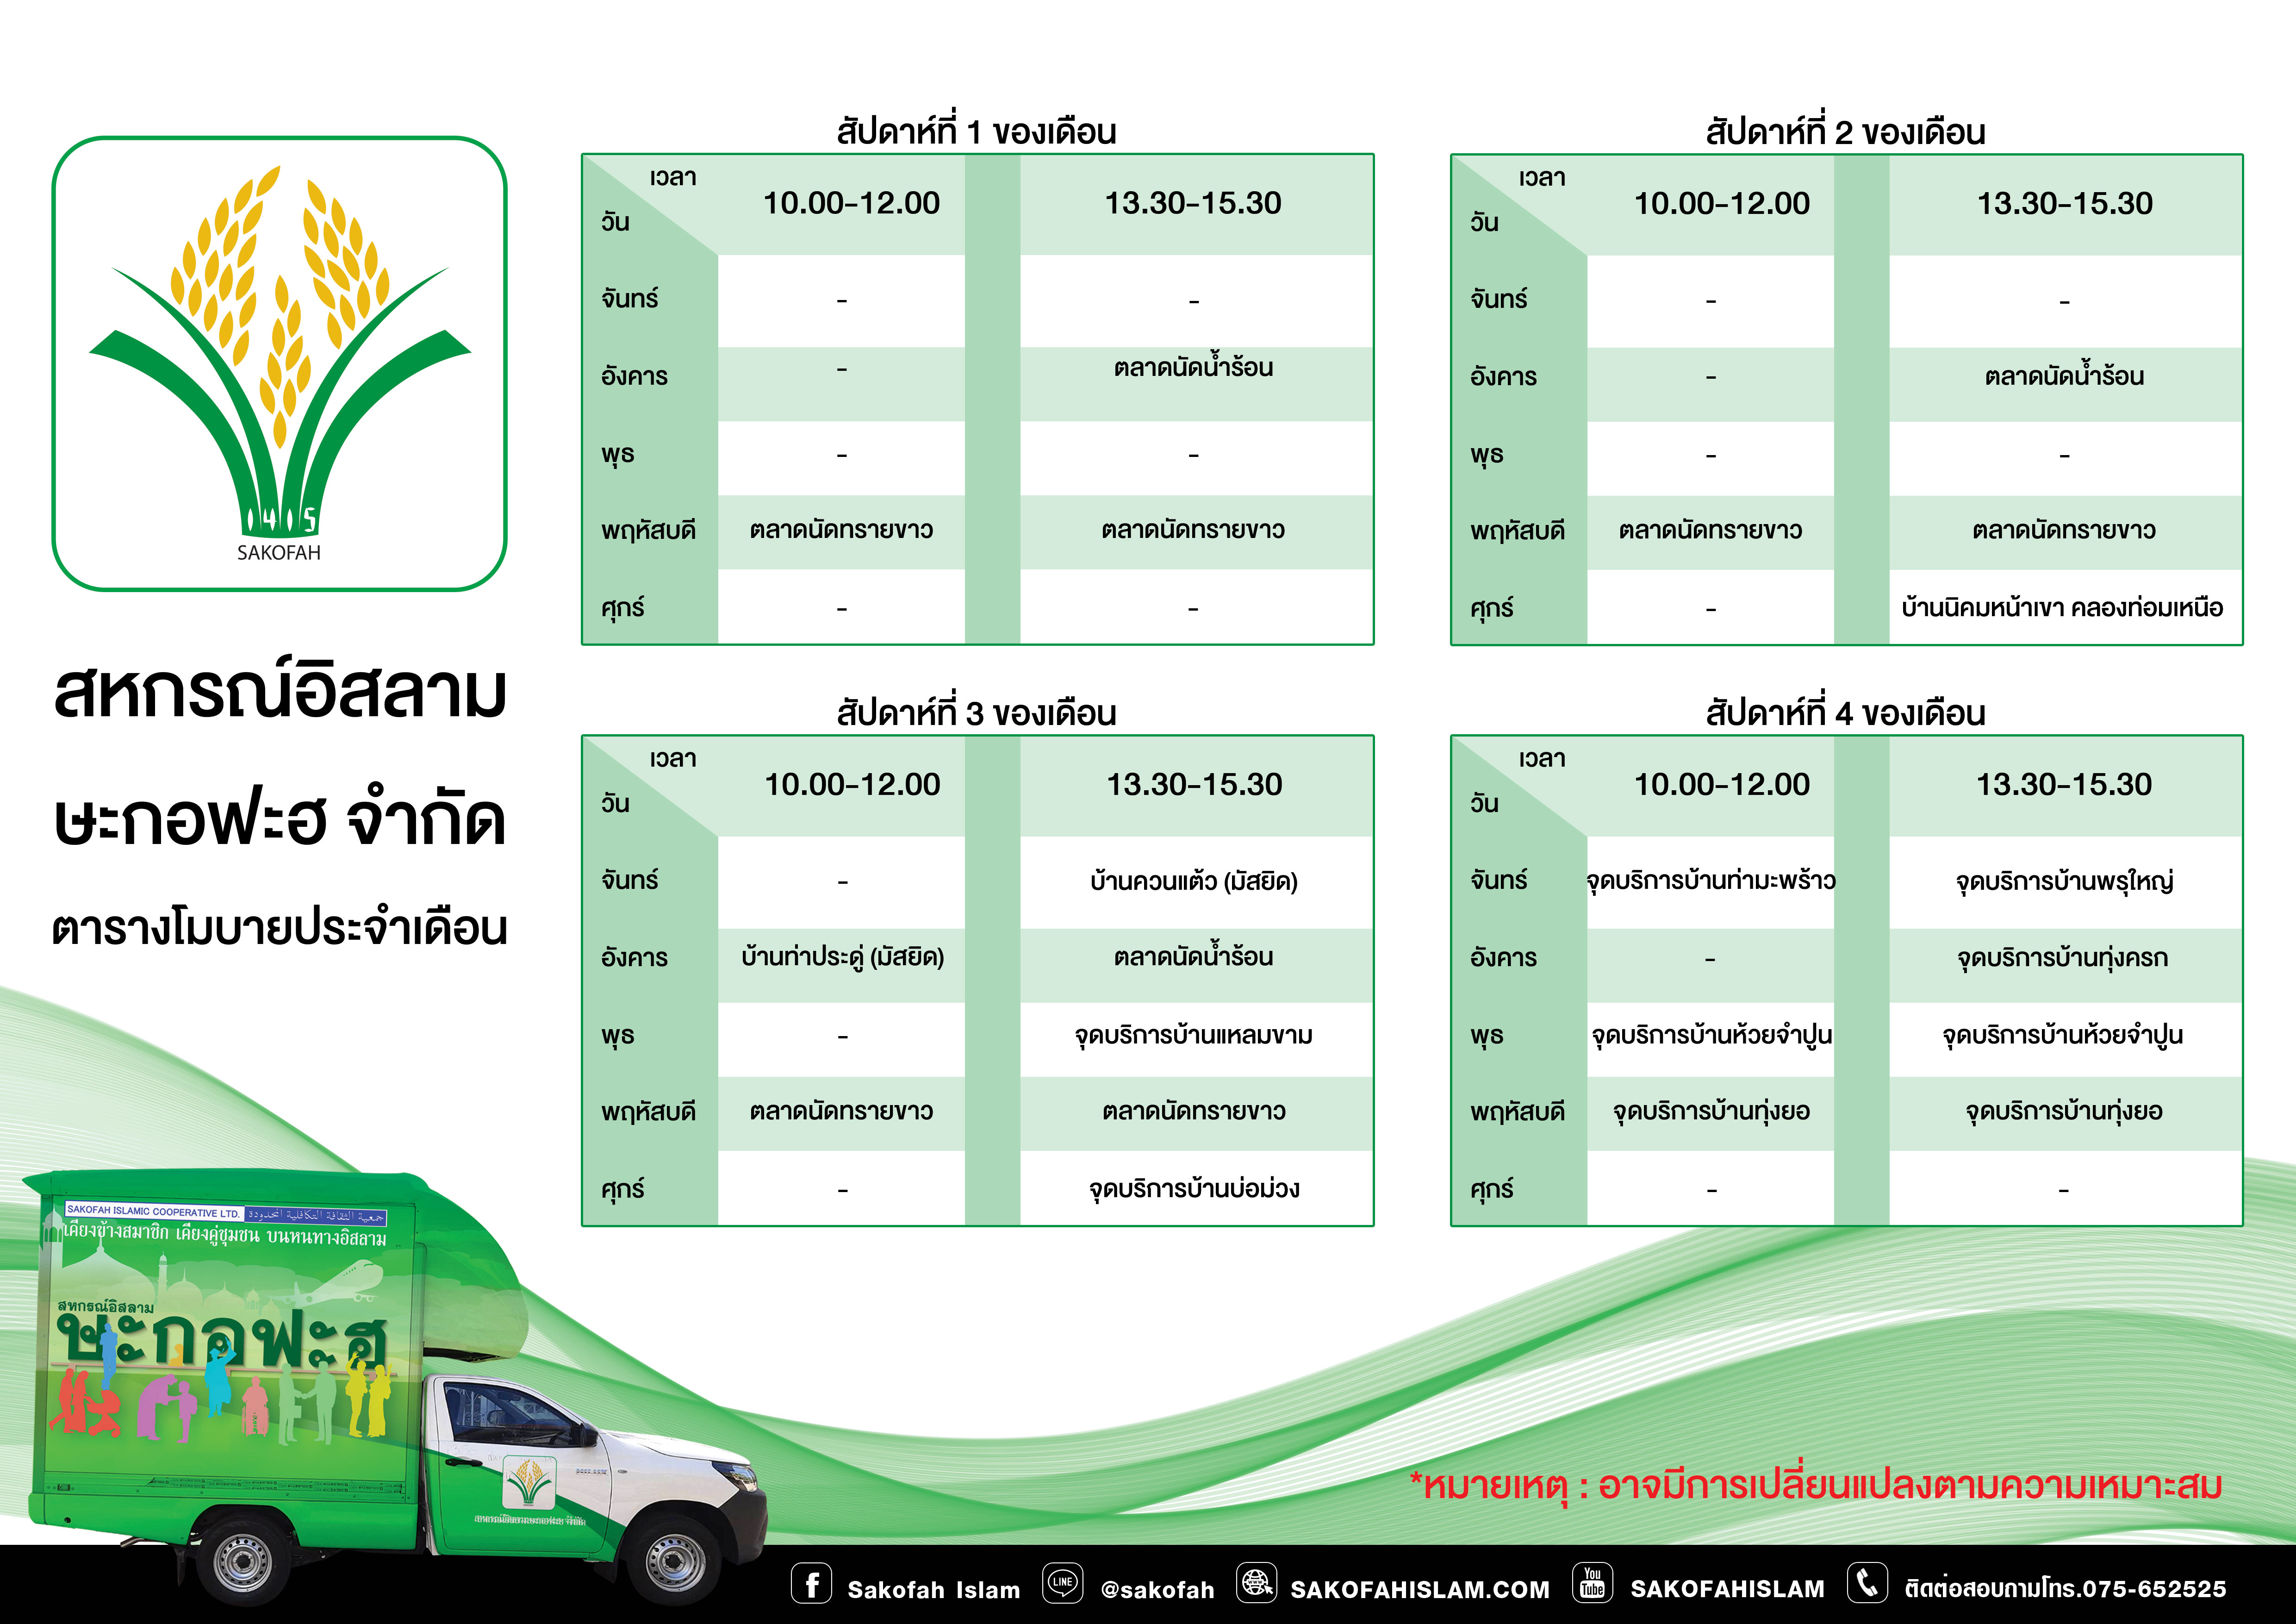 0405
SAKOFAH
สหกรณ์อิสลาม
ษะกอฟะฮ จำกัด
ตารางโมบายประจำเดือน
สัปดาห์ที่ 1 ของเดือน
เวลา
วัน 10.00-12.00 13.30-15.30
จันทร์ - -
อังคาร - ตลาดนัดน้ำร้อน
พุธ - -
พฤหัสบดี ตลาดนัดทรายขาว ตลาดนัดทรายขาว
ศุกร์ - -
สัปดาห์ที่ 2 ของเดือน
เวลา
วัน 10.00-12.00 13.30-15.30
จันทร์ - -
อังคาร - ตลาดนัดน้ำร้อน
พุธ - -
พฤหัสบดี ตลาดนัดทรายขาว ตลาดนัดทรายขาว
ศุกร์ - บ้านนิคมหน้าเขา คลองท่อมเหนือ
สัปดาห์ที่ 3 ของเดือน
เวลา
วัน 10.00-12.00 13.30-15.30
จันทร์ - บ้านควนแต้ว (มัสยิด)
อังคาร บ้านท่าประดู่ (มัสยิด) ตลาดนัดน้ำร้อน
พุธ - จุดบริการบ้านแหลมขาม
พฤหัสบดี ตลาดนัดทรายขาว ตลาดนัดทรายขาว
ศุกร์ - จุดบริการบ้านบ่อม่วง
สัปดาห์ที่ 4 ของเดือน
เวลา
วัน 10.00-12.00 13.30-15.30
จันทร์ จุดบริการบ้านท่ามะพร้าว จุดบริการบ้านพรุใหญ่
อังคาร - จุดบริการบ้านทุ่งครก
พุธ จุดบริการบ้านห้วยจำปูน จุดบริการบ้านห้วยจำปูน
พฤหัสบดี จุดบริการบ้านทุ่งยอ จุดบริการบ้านทุ่งยอ
ศุกร์ - -
SAKOFAH ISLAMIC COOPERATIVE LTD. جمعية الثقافة التكافلية المحدودة
เคียงข้างสมาชิก เคียงคู่ชุมชน บนหนทางอิสลาม
สหกรณ์อิสลาม
ษะกอฟะฮ
สหกรณ์อิสลามษะกอฟะฮ จำกัด
*หมายเหตุ : อาจมีการเปลี่ยนแปลงตามความเหมาะสม
Sakofah Islam LINE @sakofah SAKOFAHISLAM.COM You Tube SAKOFAHISLAM ติดต่อสอบถามโทร.075-652525